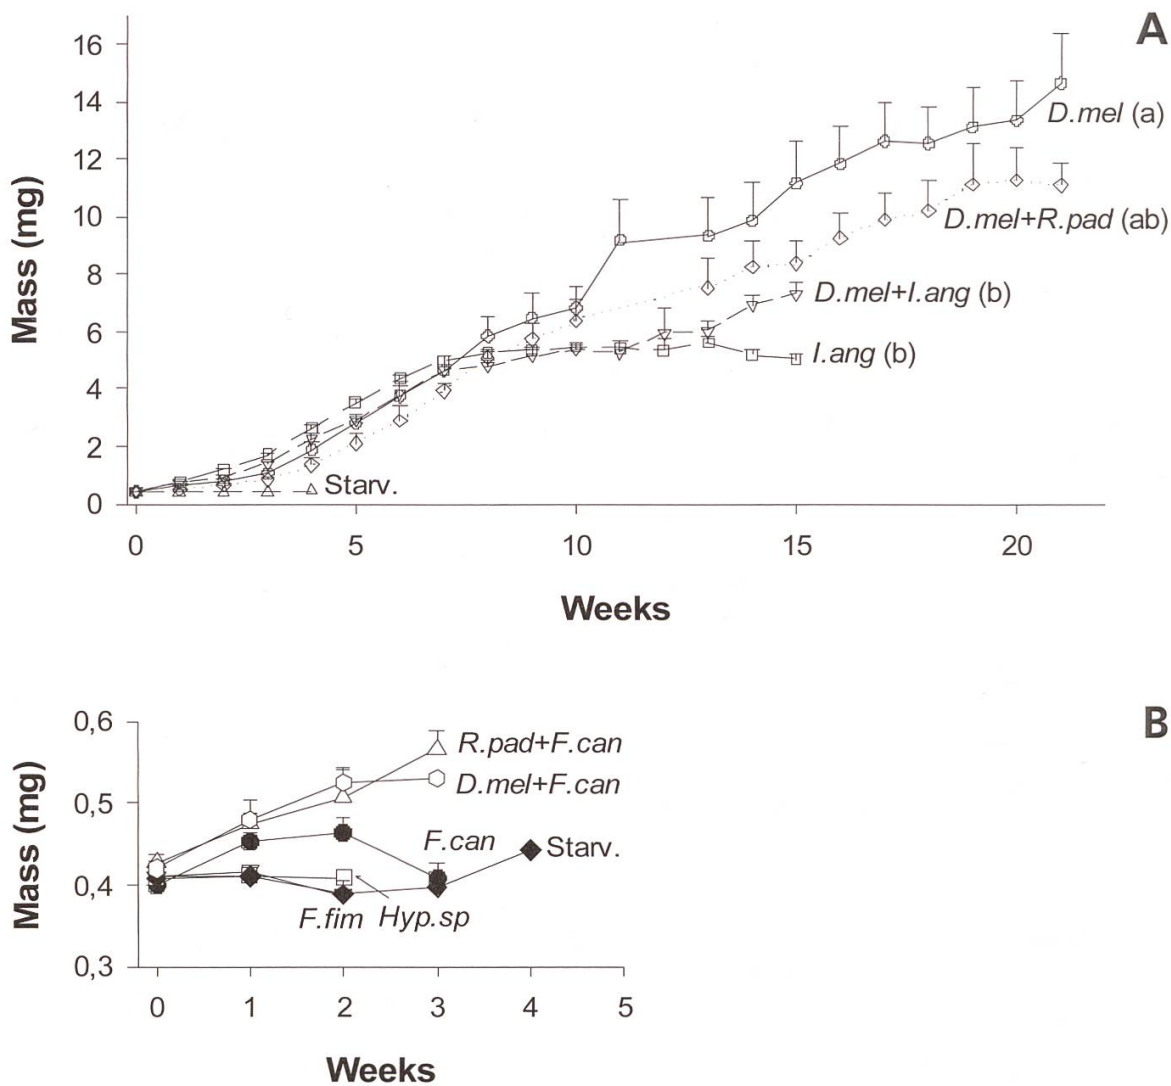 A
16
14
12
10
8
6
4
2
0
Mass (mg)
D.mel (a)
D.mel+R.pad (ab)
D.mel+I.ang (b)
I.ang (b)
Starv.
0 5 10 15 20
Weeks
B
0,6
0,5
0,4
0,3
Mass (mg)
R.pad+F.can
D.mel+F.can
F.can
Starv.
F.fim Hyp.sp
0 1 2 3 4 5
Weeks